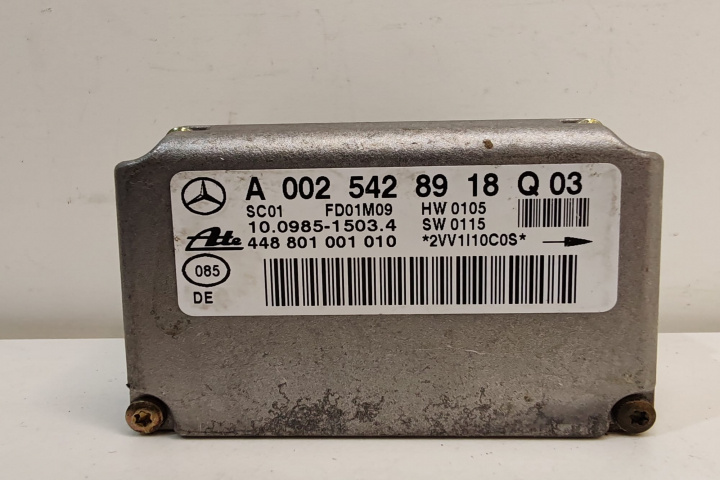 A 002 542 89 18 Q 03
SC01 FD01M09 HW 0105
10.0985-1503.4 SW 0115
Ate 448 801 001 010 *2VV1I10C0S*
085
DE